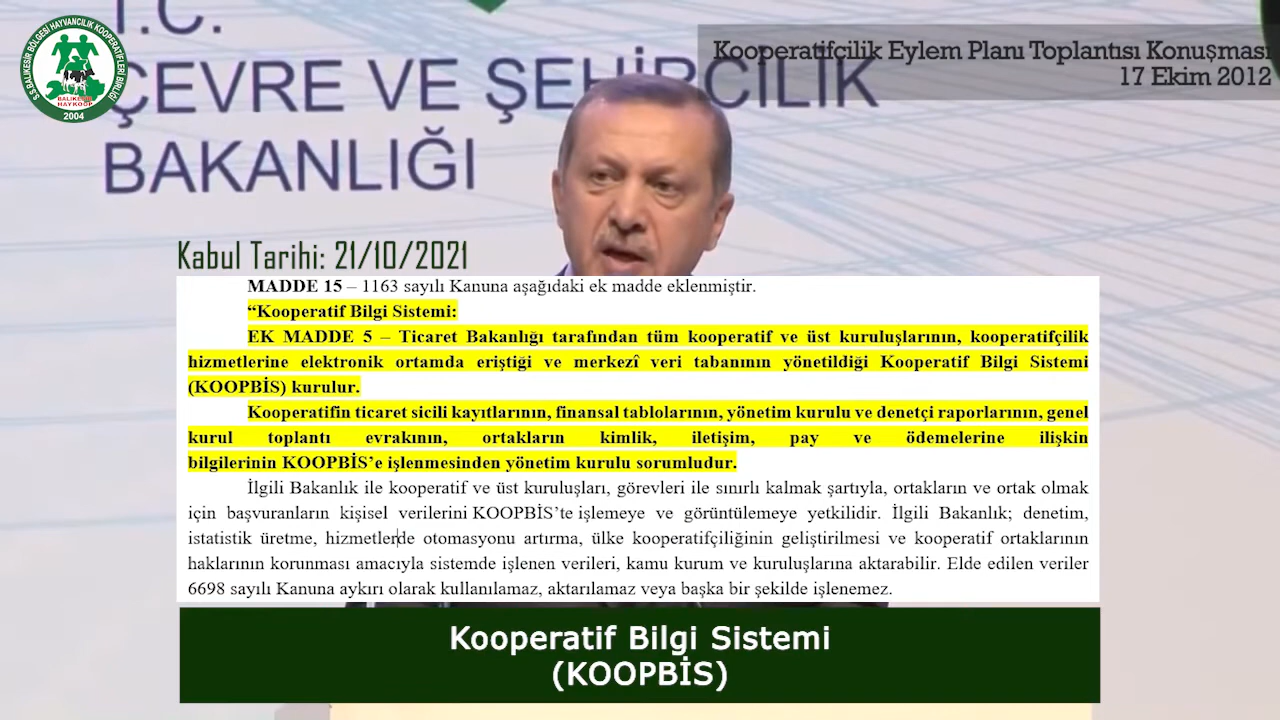 T.C.
ÇEVRE VE ŞEHİRCİLİK
BAKANLIĞI
Kooperatifçilik Eylem Planı Toplantısı Konuşması
17 Ekim 2012
S.S. BALIKESİR BÖLGESİ HAYVANCILIK KOOPERATİFLERİ BİRLİĞİ
BALIKESİR
HAYKOOP
2004
Kabul Tarihi: 21/10/2021
MADDE 15 – 1163 sayılı Kanuna aşağıdaki ek madde eklenmiştir.
“Kooperatif Bilgi Sistemi:
EK MADDE 5 – Ticaret Bakanlığı tarafından tüm kooperatif ve üst kuruluşlarının, kooperatifçilik
hizmetlerine elektronik ortamda eriştiği ve merkezî veri tabanının yönetildiği Kooperatif Bilgi Sistemi
(KOOPBİS) kurulur.
Kooperatifin ticaret sicili kayıtlarının, finansal tablolarının, yönetim kurulu ve denetçi raporlarının, genel
kurul toplantı evrakının, ortakların kimlik, iletişim, pay ve ödemelerine ilişkin
bilgilerinin KOOPBİS’e işlenmesinden yönetim kurulu sorumludur.
İlgili Bakanlık ile kooperatif ve üst kuruluşları, görevleri ile sınırlı kalmak şartıyla, ortakların ve ortak olmak
için başvuranların kişisel verilerini KOOPBİS’te işlemeye ve görüntülemeye yetkilidir. İlgili Bakanlık; denetim,
istatistik üretme, hizmetlerde otomasyonu artırma, ülke kooperatifçiliğinin geliştirilmesi ve kooperatif ortaklarının
haklarının korunması amacıyla sistemde işlenen verileri, kamu kurum ve kuruluşlarına aktarabilir. Elde edilen veriler
6698 sayılı Kanuna aykırı olarak kullanılamaz, aktarılamaz veya başka bir şekilde işlenemez.
Kooperatif Bilgi Sistemi
(KOOPBİS)